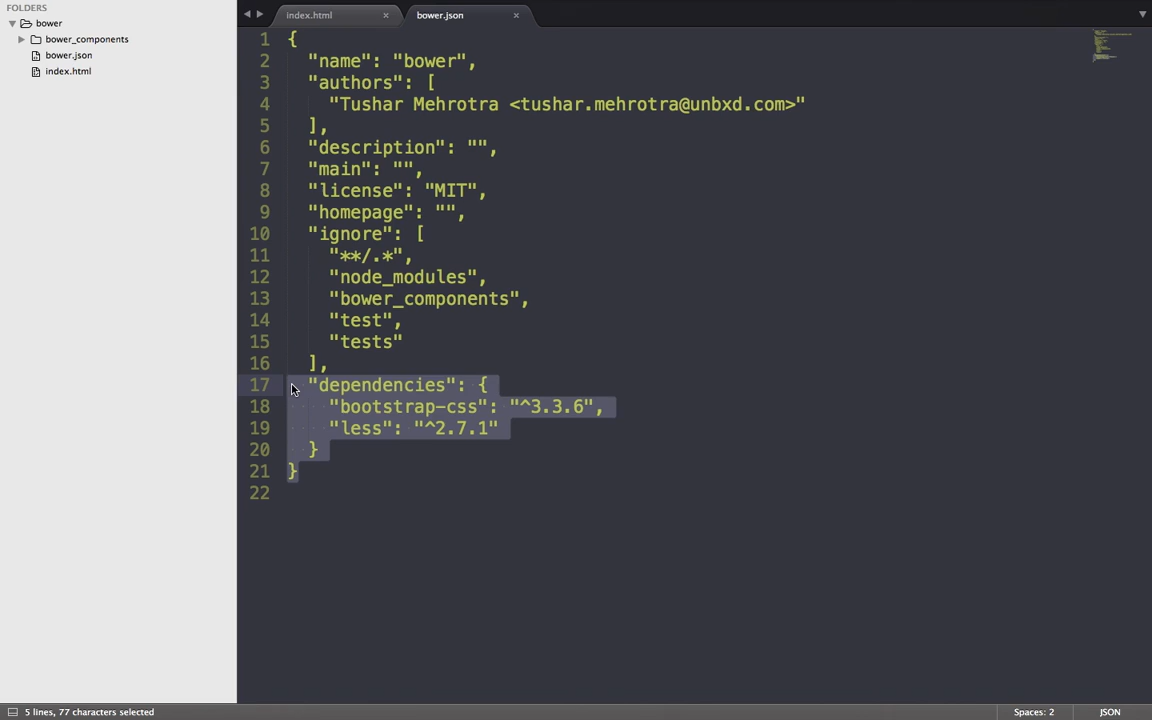 FOLDERS
bower
bower_components
bower.json
index.html
index.html × bower.json ×
1 {
2 "name": "bower",
3 "authors": [
4 "Tushar Mehrotra <tushar.mehrotra@unbxd.com>"
5 ],
6 "description": "",
7 "main": "",
8 "license": "MIT",
9 "homepage": "",
10 "ignore": [
11 "**/.*",
12 "node_modules",
13 "bower_components",
14 "test",
15 "tests"
16 ],
17 "dependencies": {
18 "bootstrap-css": "^3.3.6",
19 "less": "^2.7.1"
20 }
21 }
22
5 lines, 77 characters selected Spaces: 2 JSON